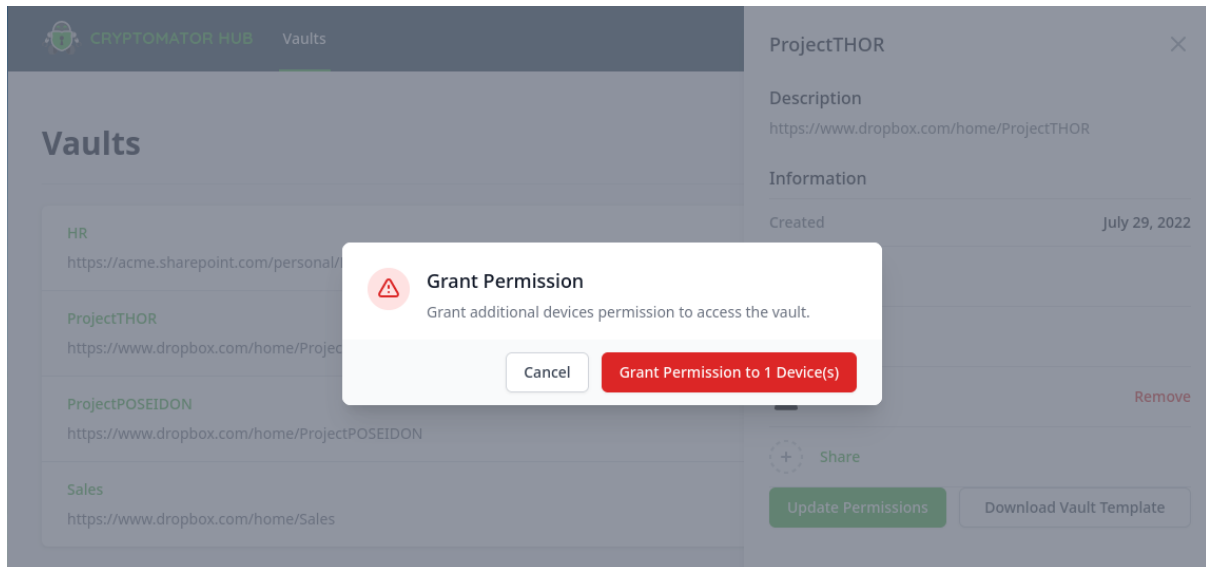 CRYPTOMATOR HUB
Vaults
ProjectTHOR
Description
https://www.dropbox.com/home/ProjectTHOR
Information
Created
July 29, 2022
Vaults
HR
https://acme.sharepoint.com/personal/
ProjectTHOR
https://www.dropbox.com/home/Projec
ProjectPOSEIDON
https://www.dropbox.com/home/ProjectPOSEIDON
Sales
https://www.dropbox.com/home/Sales
Grant Permission
Grant additional devices permission to access the vault.
Cancel
Grant Permission to 1 Device(s)
Remove
Share
Update Permissions
Download Vault Template